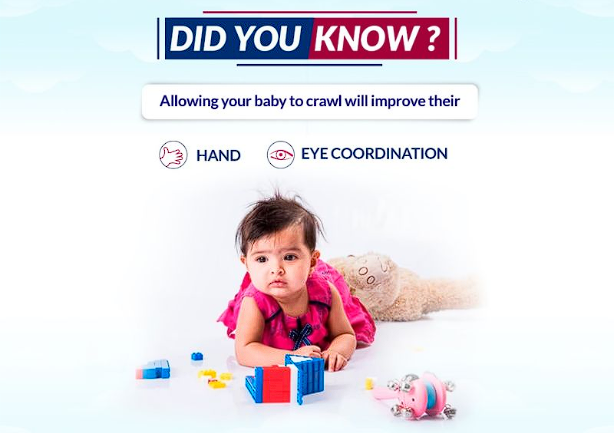 DID YOU KNOW ?
Allowing your baby to crawl will improve their
HAND EYE COORDINATION